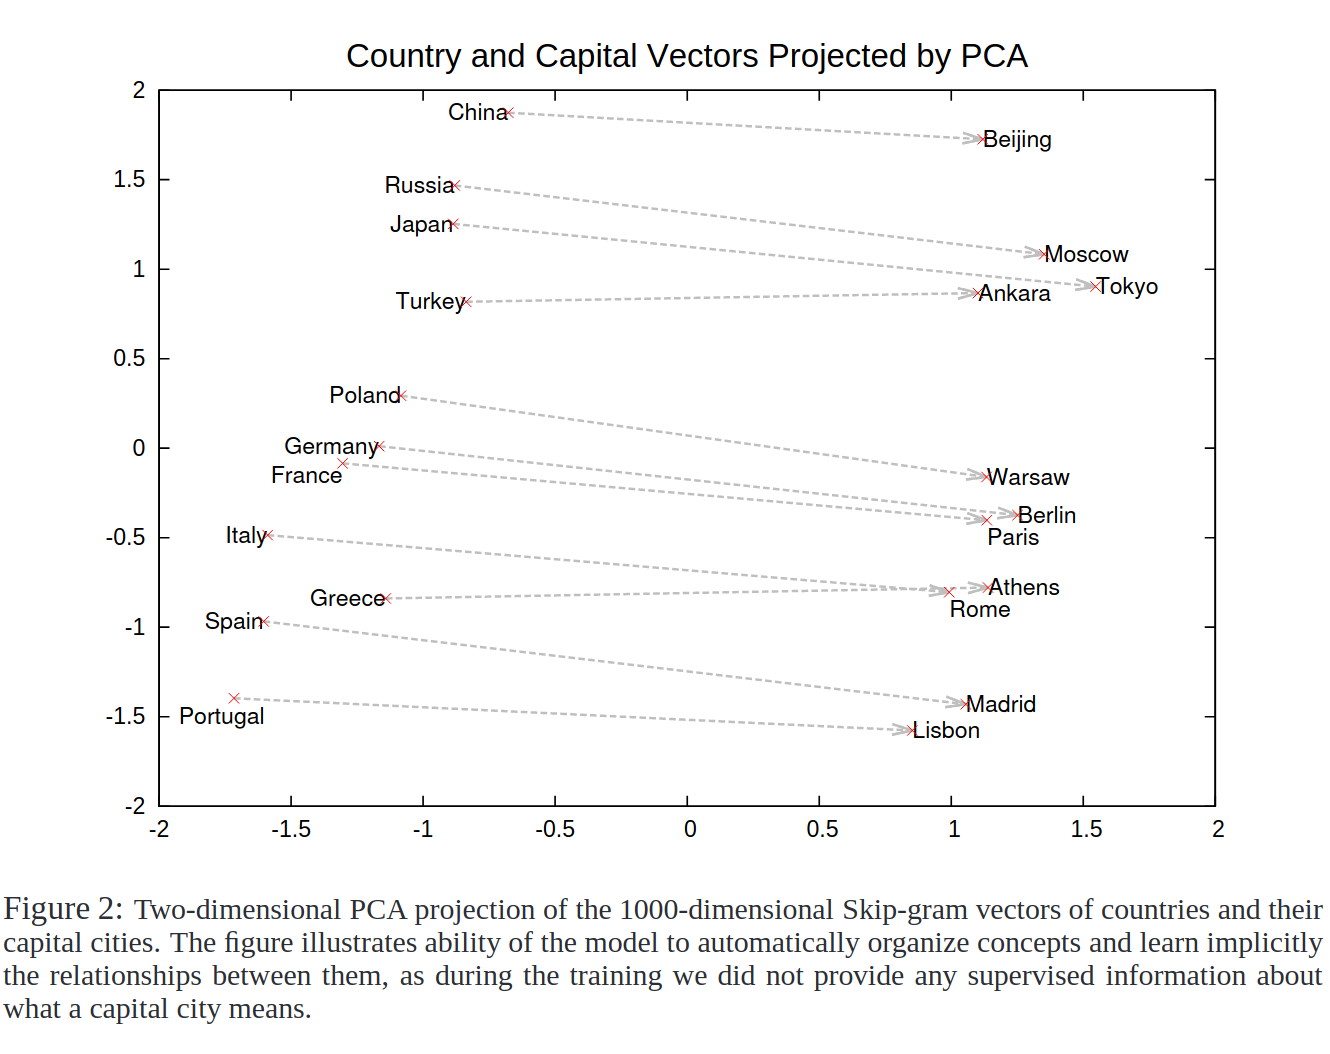 Country and Capital Vectors Projected by PCA
2
China
Beijing
1.5
Russia
Japan
Moscow
1
Tokyo
Turkey
Ankara
0.5
Poland
0
Germany
France
Warsaw
Berlin
-0.5
Italy
Paris
Athens
Greece
Rome
-1
Spain
Madrid
-1.5
Portugal
Lisbon
-2
-2 -1.5 -1 -0.5 0 0.5 1 1.5 2
Figure 2: Two-dimensional PCA projection of the 1000-dimensional Skip-gram vectors of countries and their
capital cities. The figure illustrates ability of the model to automatically organize concepts and learn implicitly
the relationships between them, as during the training we did not provide any supervised information about
what a capital city means.